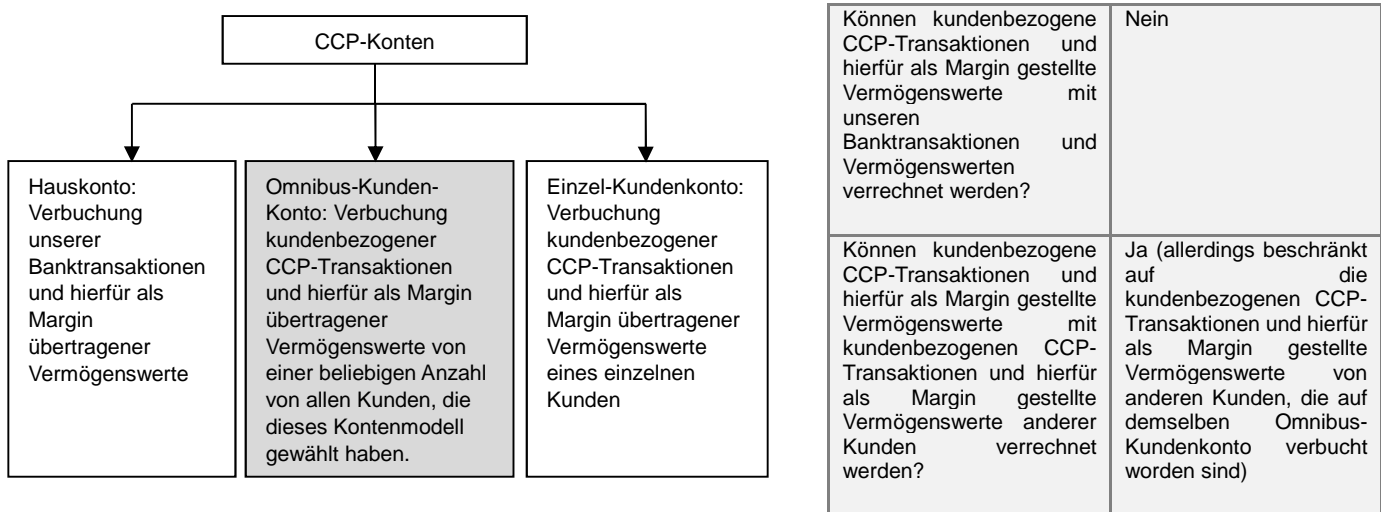 CCP-Konten
Hauskonto:
Verbuchung
unserer
Banktransaktionen
und hierfür als
Margin
übertragener
Vermögenswerte
Omnibus-Kunden-
Konto: Verbuchung
kundenbezogener
CCP-Transaktionen
und hierfür als Margin
übertragener
Vermögenswerte von
einer beliebigen Anzahl
von allen Kunden, die
dieses Kontenmodell
gewählt haben.
Einzel-Kundenkonto:
Verbuchung
kundenbezogener
CCP-Transaktionen
und hierfür als
Margin übertragener
Vermögenswerte
eines einzelnen
Kunden
Können kundenbezogene
CCP-Transaktionen und
hierfür als Margin gestellte
Vermögenswerte mit
unseren
Banktransaktionen und
Vermögenswerten
verrechnet werden?
Nein
Können kundenbezogene
CCP-Transaktionen und
hierfür als Margin gestellte
Vermögenswerte mit
kundenbezogenen CCP-
Transaktionen und hierfür
als Margin gestellte
Vermögenswerte anderer
Kunden verrechnet
werden?
Ja (allerdings beschränkt
auf die
kundenbezogenen CCP-
Transaktionen und hierfür
als Margin gestellte
Vermögenswerte von
anderen Kunden, die auf
demselben Omnibus-
Kundenkonto verbucht
worden sind)